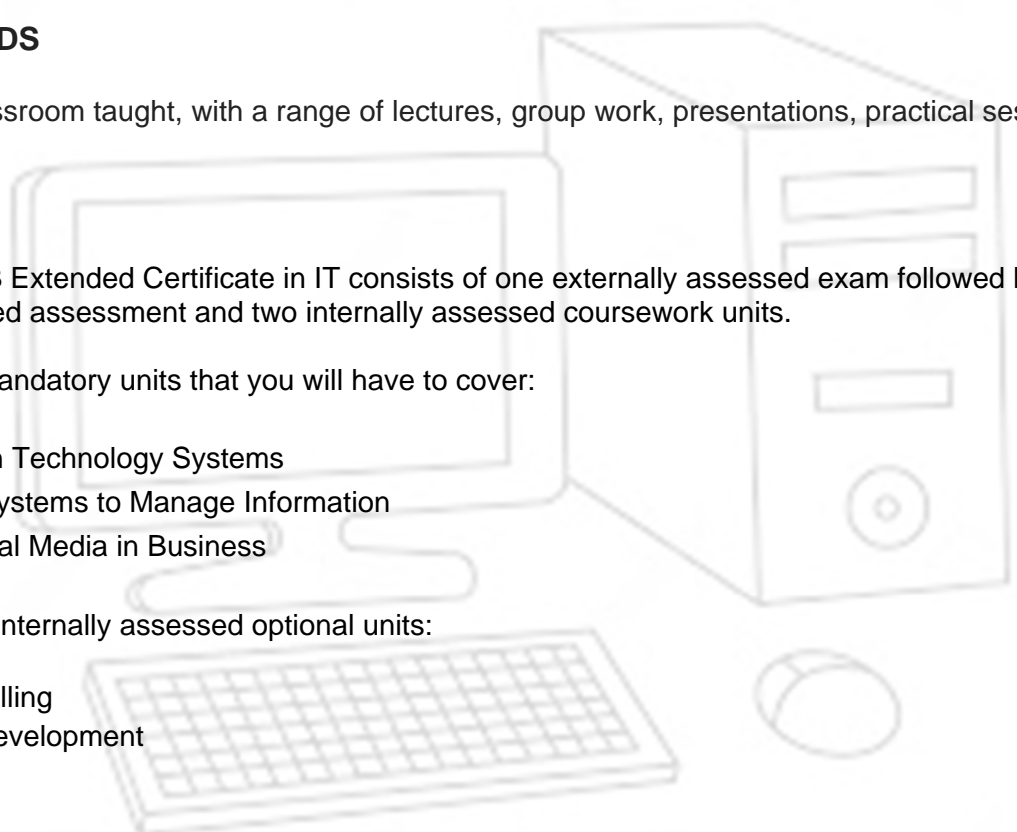 DS
ssroom taught, with a range of lectures, group work, presentations, practical ses
Extended Certificate in IT consists of one externally assessed exam followed
ed assessment and two internally assessed coursework units.
andatory units that you will have to cover:
n Technology Systems
ystems to Manage Information
al Media in Business
nternally assessed optional units:
lling
evelopment